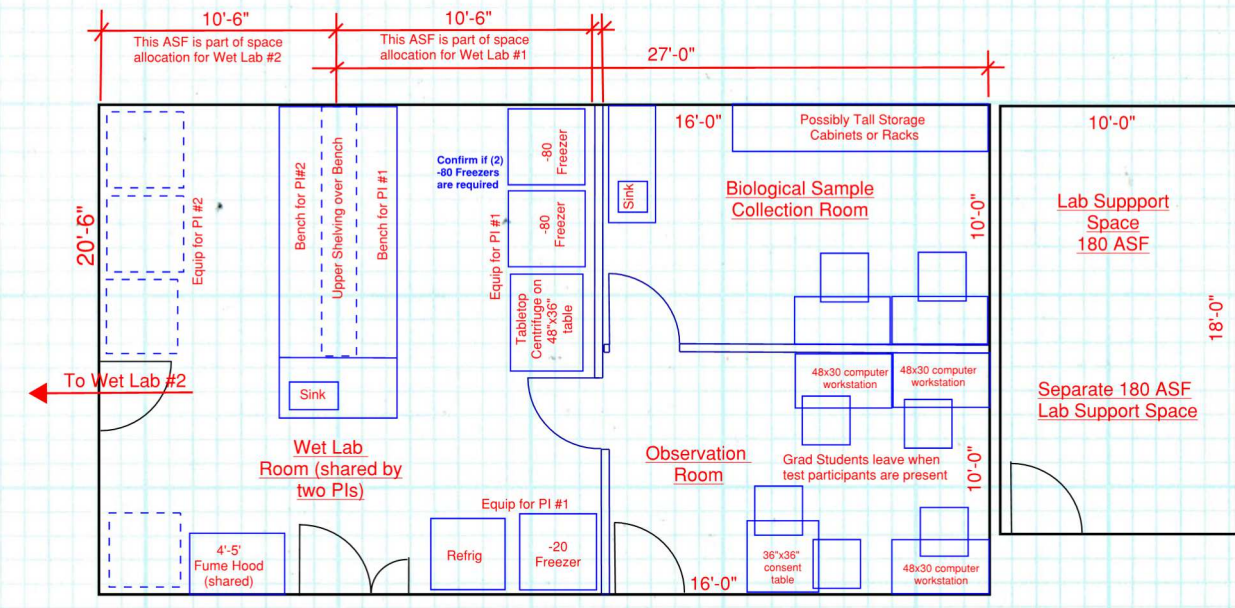 10'-6"
10'-6"
This ASF is part of space
allocation for Wet Lab #2
This ASF is part of space
allocation for Wet Lab #1
27'-0"
16'-0"
Possibly Tall Storage
Cabinets or Racks
10'-0"
Confirm if (2)
-80 Freezers
are required
-80
Freezer
-80
Freezer
Sink
Biological Sample
Collection Room
10'-0"
Lab Suppport
Space
180 ASF
20'-6"
Equip for PI #2
Bench for PI#2
Upper Shelving over Bench
Bench for PI #1
Equip for PI #1
Tabletop
Centrifuge on
48"x36"
table
18'-0"
To Wet Lab #2
Sink
48x30 computer
workstation
48x30 computer
workstation
Separate 180 ASF
Lab Support Space
Wet Lab
Room (shared by
two PIs)
Observation
Room
Grad Students leave when
test participants are present
10'-0"
Equip for PI #1
4'-5'
Fume Hood
(shared)
Refrig
-20
Freezer
16'-0"
36"x36"
consent
table
48x30 computer
workstation